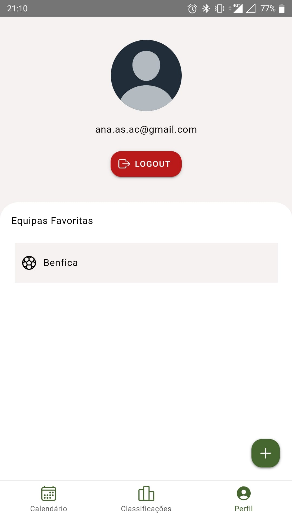 21:10
77%
ana.as.ac@gmail.com
LOGOUT
Equipas Favoritas
Benfica
Calendário
Classificações
Perfil